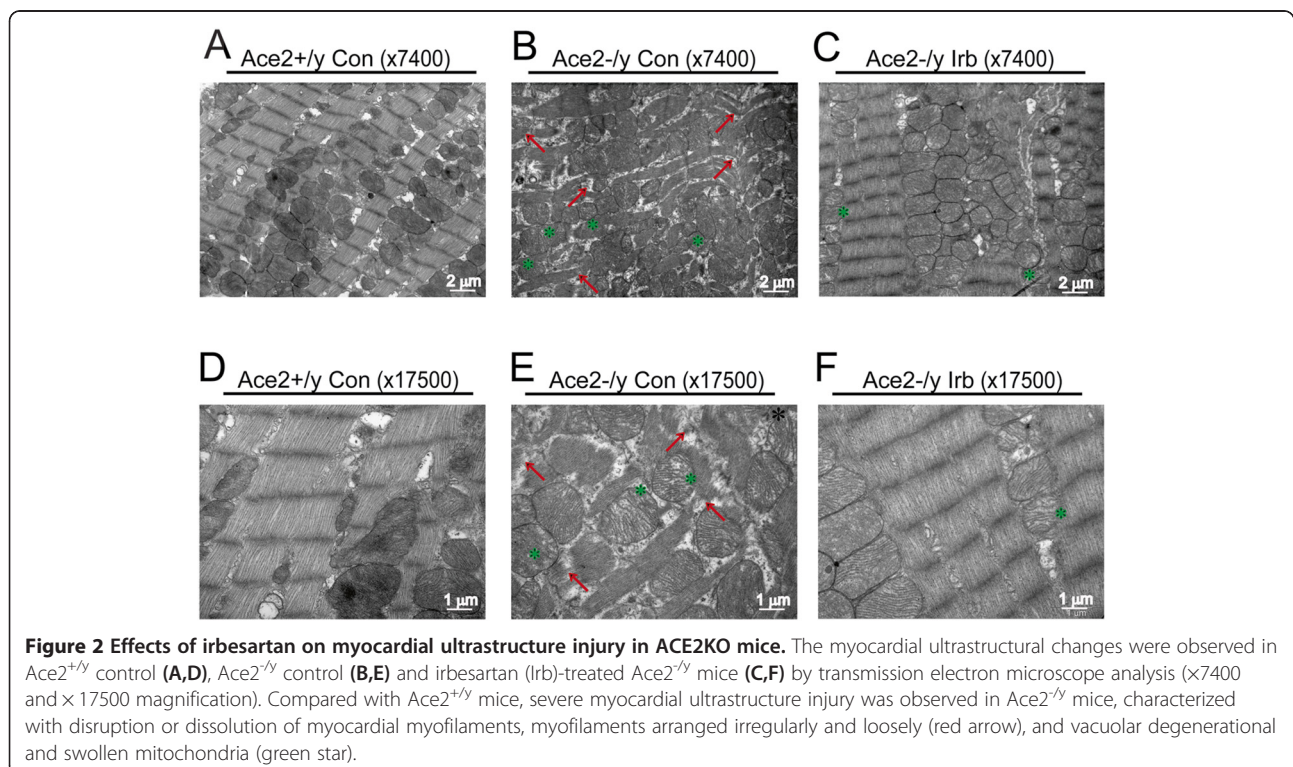 A Ace2+/y Con (x7400)
B Ace2-/y Con (x7400)
C Ace2-/y Irb (x7400)
2 μm
2 μm
2 μm
D Ace2+/y Con (x17500)
E Ace2-/y Con (x17500)
F Ace2-/y Irb (x17500)
1 μm
1 μm
1 μm
1 μm
Figure 2 Effects of irbesartan on myocardial ultrastructure injury in ACE2KO mice. The myocardial ultrastructural changes were observed in
Ace2+/y control (A,D), Ace2-/y control (B,E) and irbesartan (Irb)-treated Ace2-/y mice (C,F) by transmission electron microscope analysis (×7400
and × 17500 magnification). Compared with Ace2+/y mice, severe myocardial ultrastructure injury was observed in Ace2-/y mice, characterized
with disruption or dissolution of myocardial myofilaments, myofilaments arranged irregularly and loosely (red arrow), and vacuolar degenerational
and swollen mitochondria (green star).